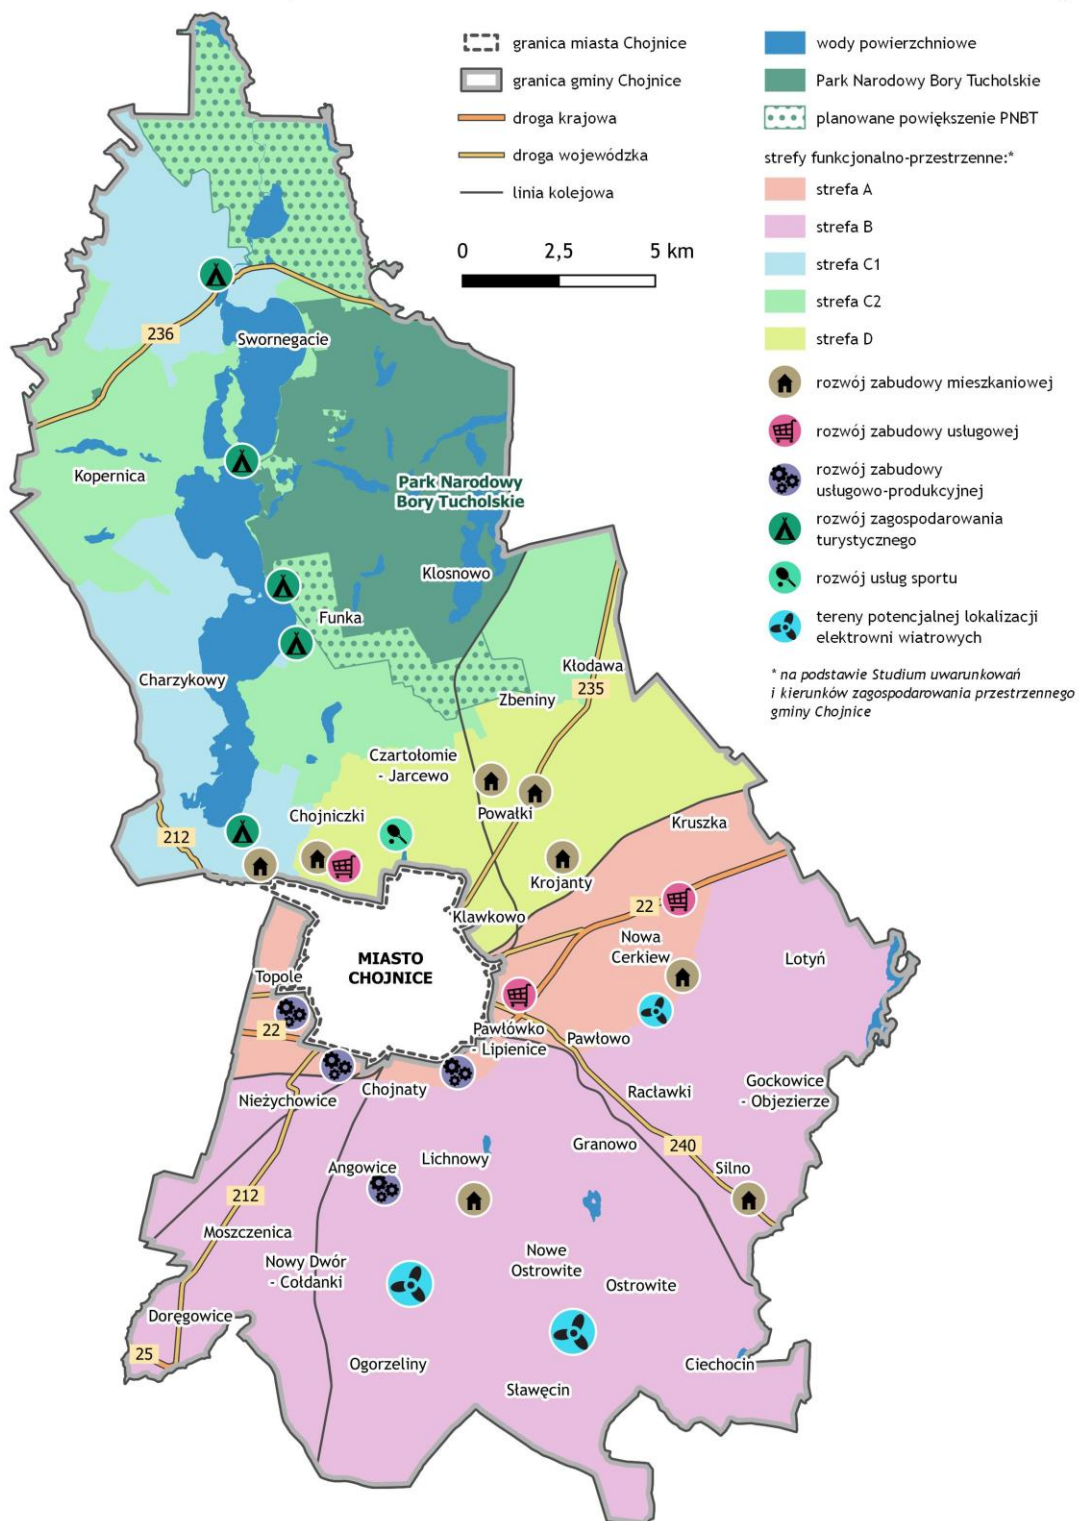 granica miasta Chojnice
granica gminy Chojnice
droga krajowa
droga wojewódzka
linia kolejowa
0 2,5 5 km
wody powierzchniowe
Park Narodowy Bory Tucholskie
planowane powiększenie PNBT
strefy funkcjonalno-przestrzenne:*
strefa A
strefa B
strefa C1
strefa C2
strefa D
rozwój zabudowy mieszkaniowej
rozwój zabudowy usługowej
rozwój zabudowy
usługowo-produkcyjnej
rozwój zagospodarowania
turystycznego
rozwój usług sportu
tereny potencjalnej lokalizacji
elektrowni wiatrowych
* na podstawie Studium uwarunkowań
i kierunków zagospodarowania przestrzennego
gminy Chojnice
236
Swornegacie
Kopernica
Park Narodowy
Bory Tucholskie
Klosnowo
Funka
Charzykowy
Kłodawa
235
Zbeniny
Czartołomie
- Jarcewo
Powałki
Chojniczki
212
Kruszka
Krojanty
Klawkowo
22
Nowa
Cerkiew
Lotyń
MIASTO
CHOJNICE
Topole
22
Pawłówko
- Lipienice
Pawłowo
Chojnaty
Nieżychowice
Racławki
Gockowice
- Objezierze
Granowo
240
Silno
Lichnowy
Angowice
212
Moszczenica
Nowy Dwór
- Cołdanki
Nowe
Ostrowite
Ostrowite
Doręgowice
25
Ogorzeliny
Sławęcin
Ciechocin